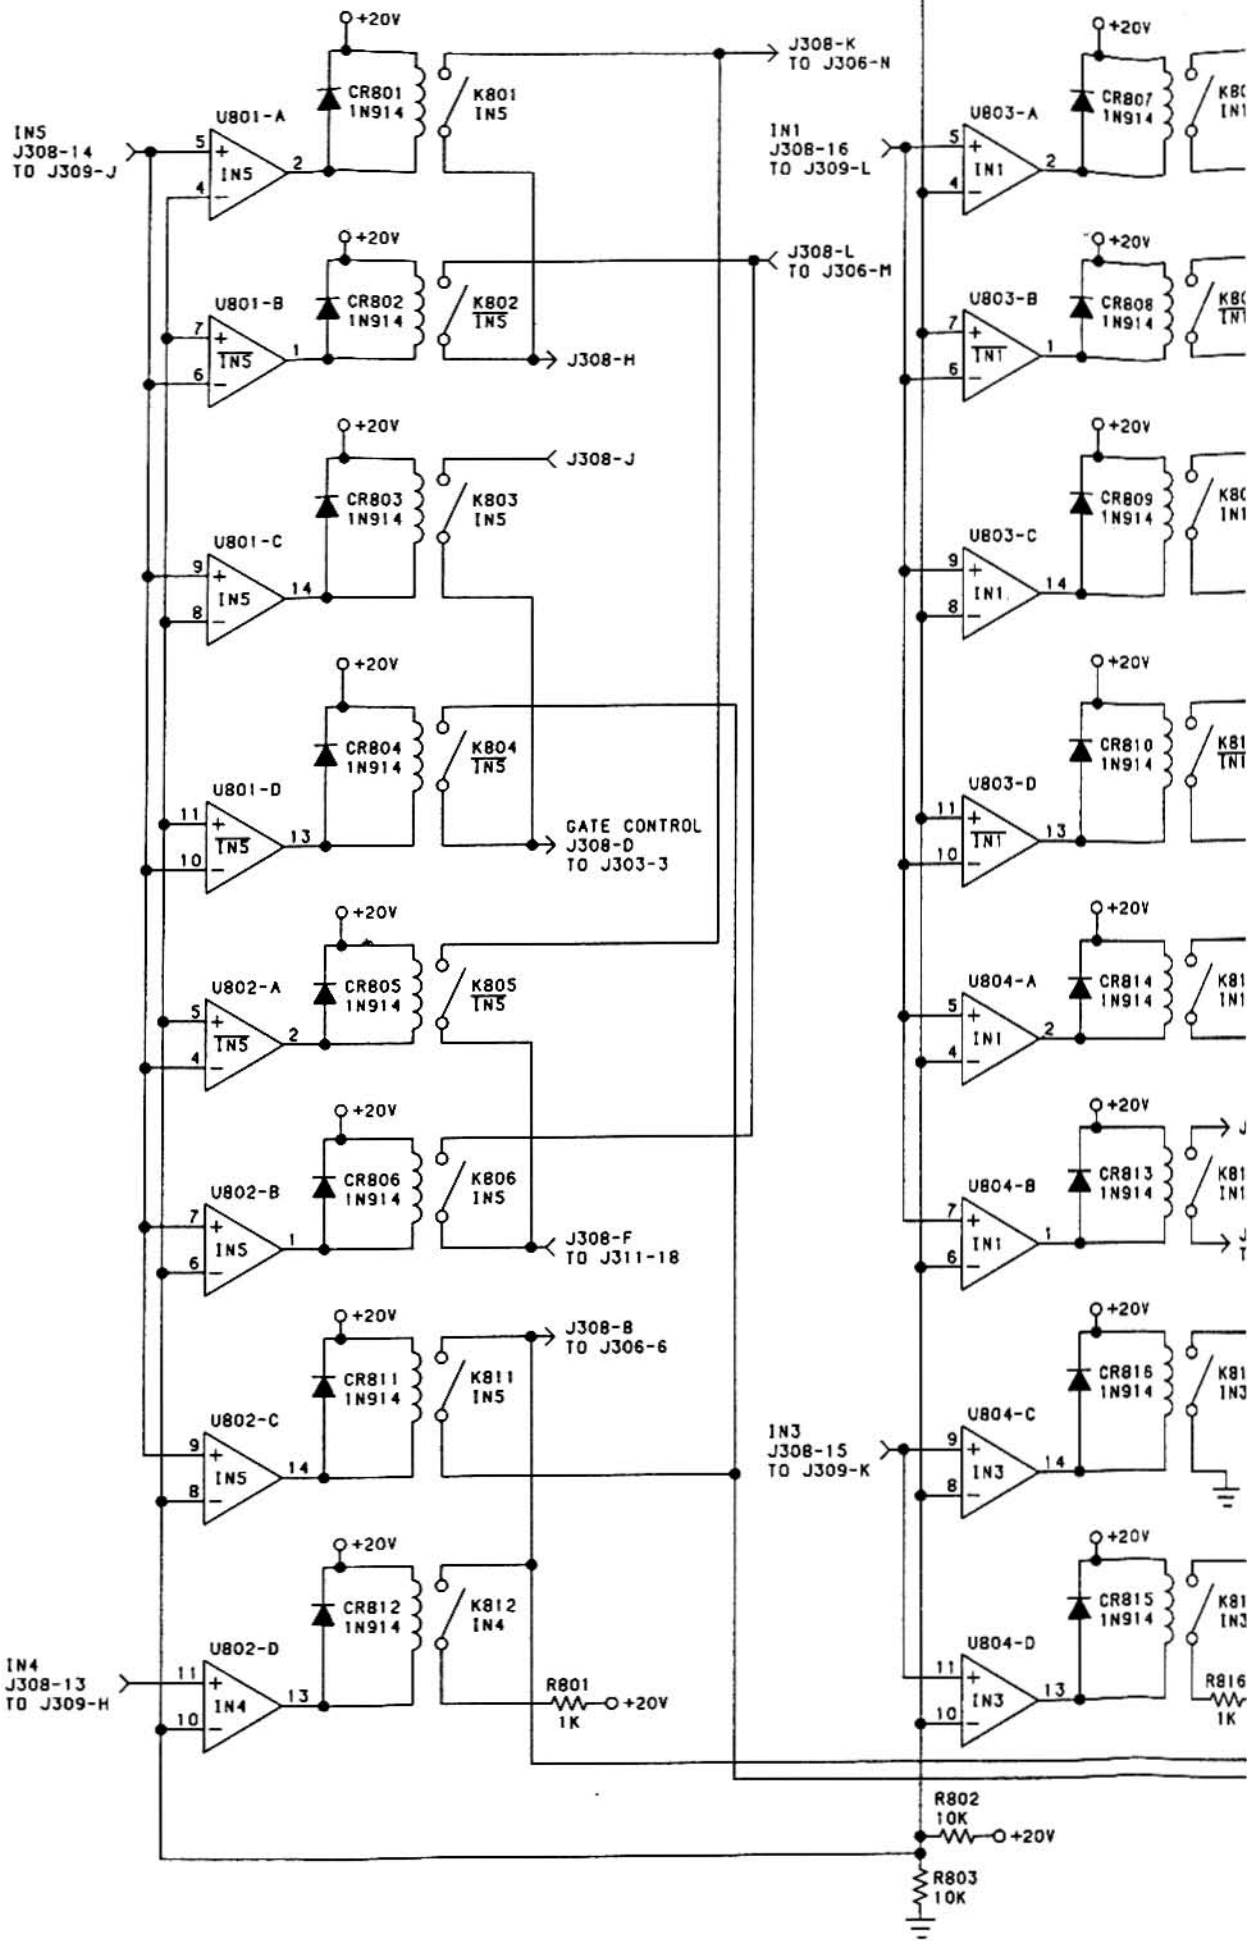 +20V
CR801
1N914
K801
IN5
J308-K
TO J306-N
U801-A
IN5
J308-14
TO J309-J
5
+
IN5
4
−
2
+20V
CR802
1N914
K802
IN5
J308-L
TO J306-M
U801-B
7
+
IN5
6
−
1
J308-H
+20V
CR803
1N914
K803
IN5
J308-J
U801-C
9
+
IN5
8
−
14
+20V
CR804
1N914
K804
IN5
U801-D
11
+
IN5
10
−
13
GATE CONTROL
J308-D
TO J303-3
+20V
CR805
1N914
K805
IN5
U802-A
5
+
IN5
4
−
2
+20V
CR806
1N914
K806
IN5
U802-B
7
+
IN5
6
−
1
J308-F
TO J311-18
+20V
CR811
1N914
K811
IN5
J308-B
TO J306-6
U802-C
9
+
IN5
8
−
14
+20V
CR812
1N914
K812
IN4
U802-D
IN4
J308-13
TO J309-H
11
+
IN4
10
−
13
R801
1K
+20V
+20V
CR807
1N914
U803-A
IN1
J308-16
TO J309-L
5
+
IN1
4
−
2
+20V
CR808
1N914
U803-B
7
+
IN1
6
−
1
+20V
CR809
1N914
U803-C
9
+
IN1
8
−
14
+20V
CR810
1N914
U803-D
11
+
IN1
10
−
13
+20V
CR814
1N914
U804-A
5
+
IN1
4
−
2
+20V
CR813
1N914
U804-B
7
+
IN1
6
−
1
+20V
CR816
1N914
U804-C
IN3
J308-15
TO J309-K
9
+
IN3
8
−
14
+20V
CR815
1N914
U804-D
11
+
IN3
10
−
13
R816
1K
R802
10K
+20V
R803
10K